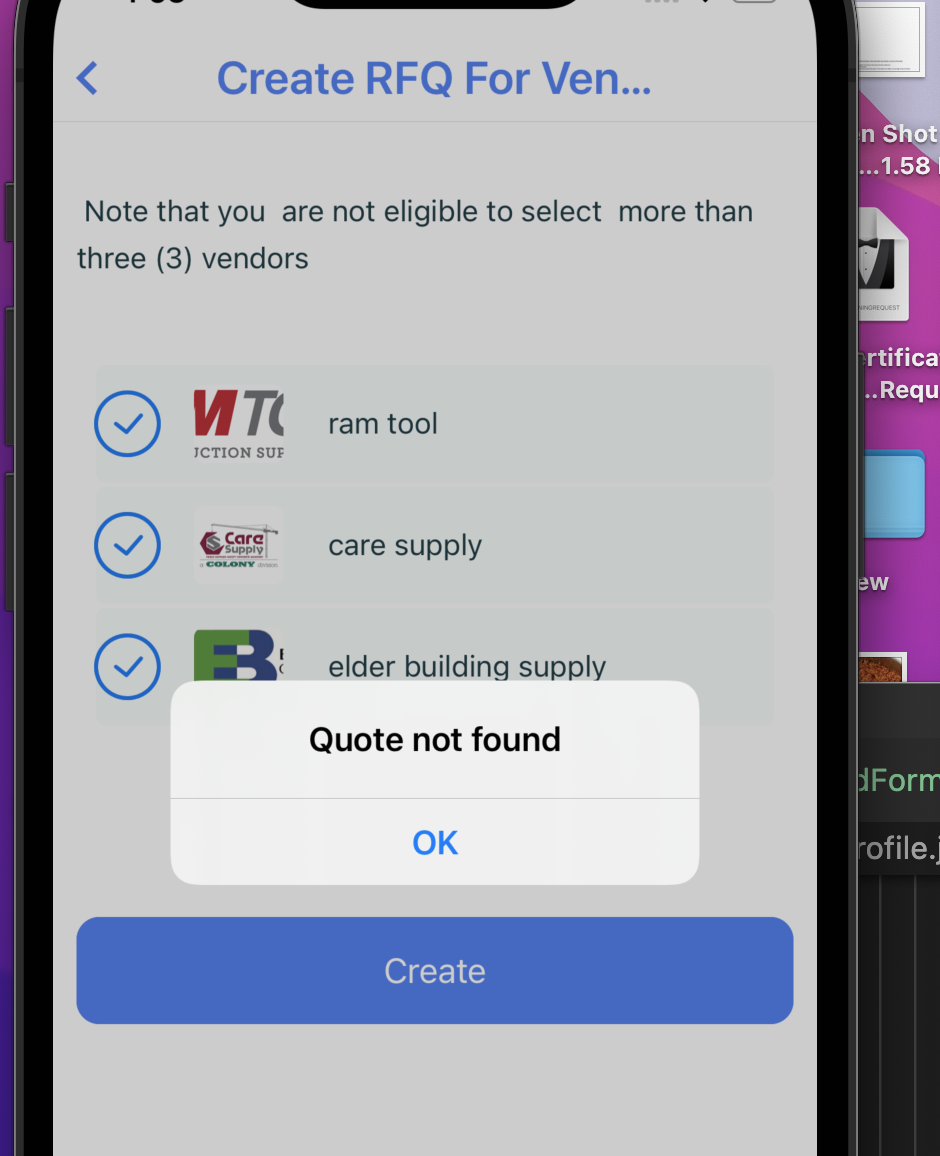 Create RFQ For Ven...
Note that you  are not eligible to select  more than
three (3) vendors
ram tool
UCTION SUP
care supply
Care
Supply
COLONY
elder building supply
Quote not found
OK
Create
n Shot
...1.58
NINGREQUEST
ertifica
...Requ
ew
dForm
rofile.j